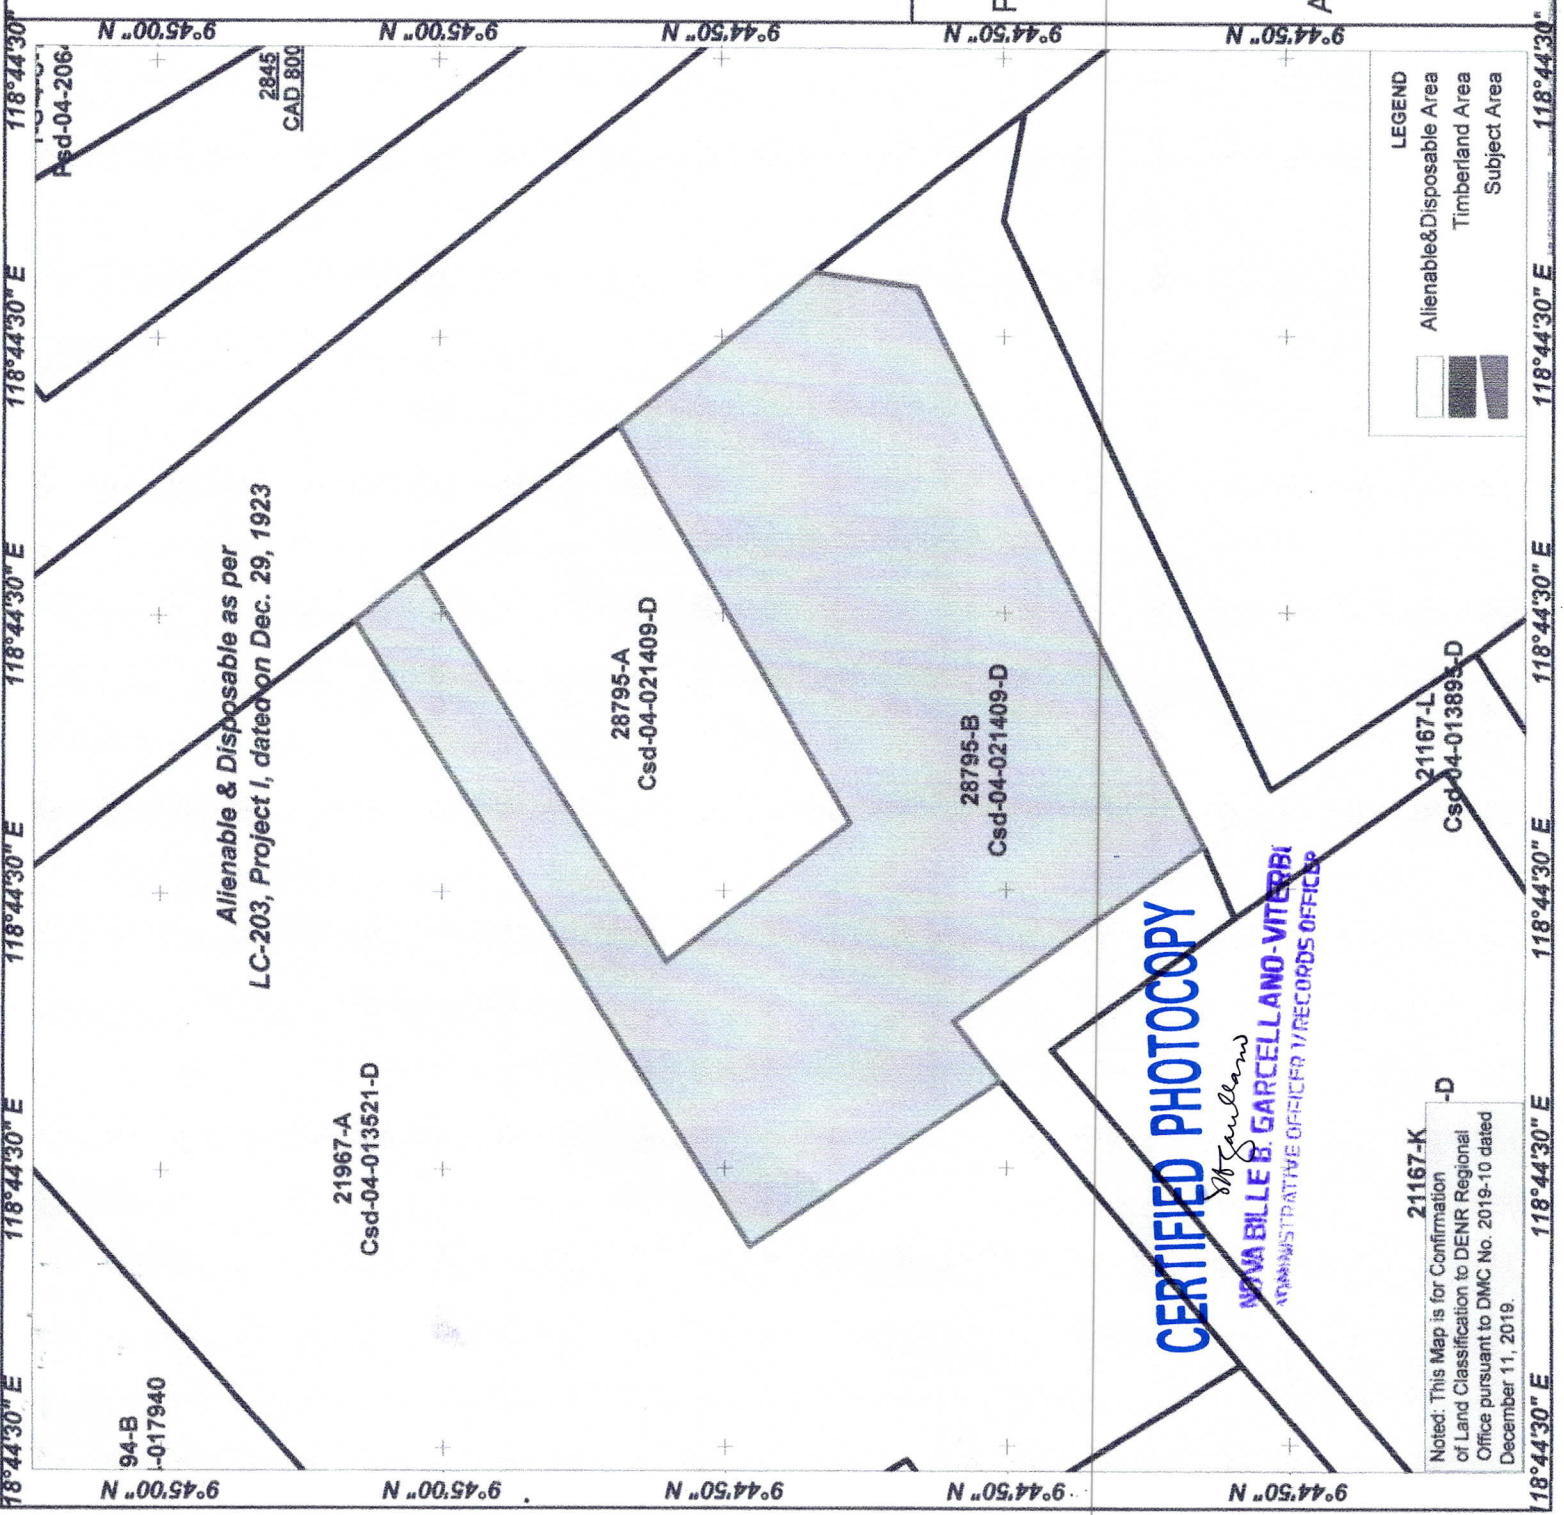 118°44'30" E
118°44'30" E
118°44'30" E
118°44'30" E
118°44'30"
9°45'00" N
9°45'00" N
9°44'50" N
9°44'50" N
9°44'50" N
94-B
-017940
Psd-04-206
2845
CAD 800
Alienable & Disposable as per
LC-203, Project I, dated on Dec. 29, 1923
21967-A
Csd-04-013521-D
28795-A
Csd-04-021409-D
28795-B
Csd-04-021409-D
CERTIFIED PHOTOCOPY
NOVA BILLE B. GARCELLANO-VITERBI
ADMINISTRATIVE OFFICER I/RECORDS OFFICER
LEGEND
Alienable&Disposable Area
Timberland Area
Subject Area
21167-L
Csd-04-013895-D
21167-K
-D
Noted: This Map is for Confirmation
of Land Classification to DENR Regional
Office pursuant to DMC No. 2019-10 dated
December 11, 2019.
9°45'00" N
9°45'00" N
9°44'50" N
9°44'50" N
9°44'50" N
118°44'30" E
118°44'30" E
118°44'30" E
118°44'30" E
118°44'30" E
118°44'30"